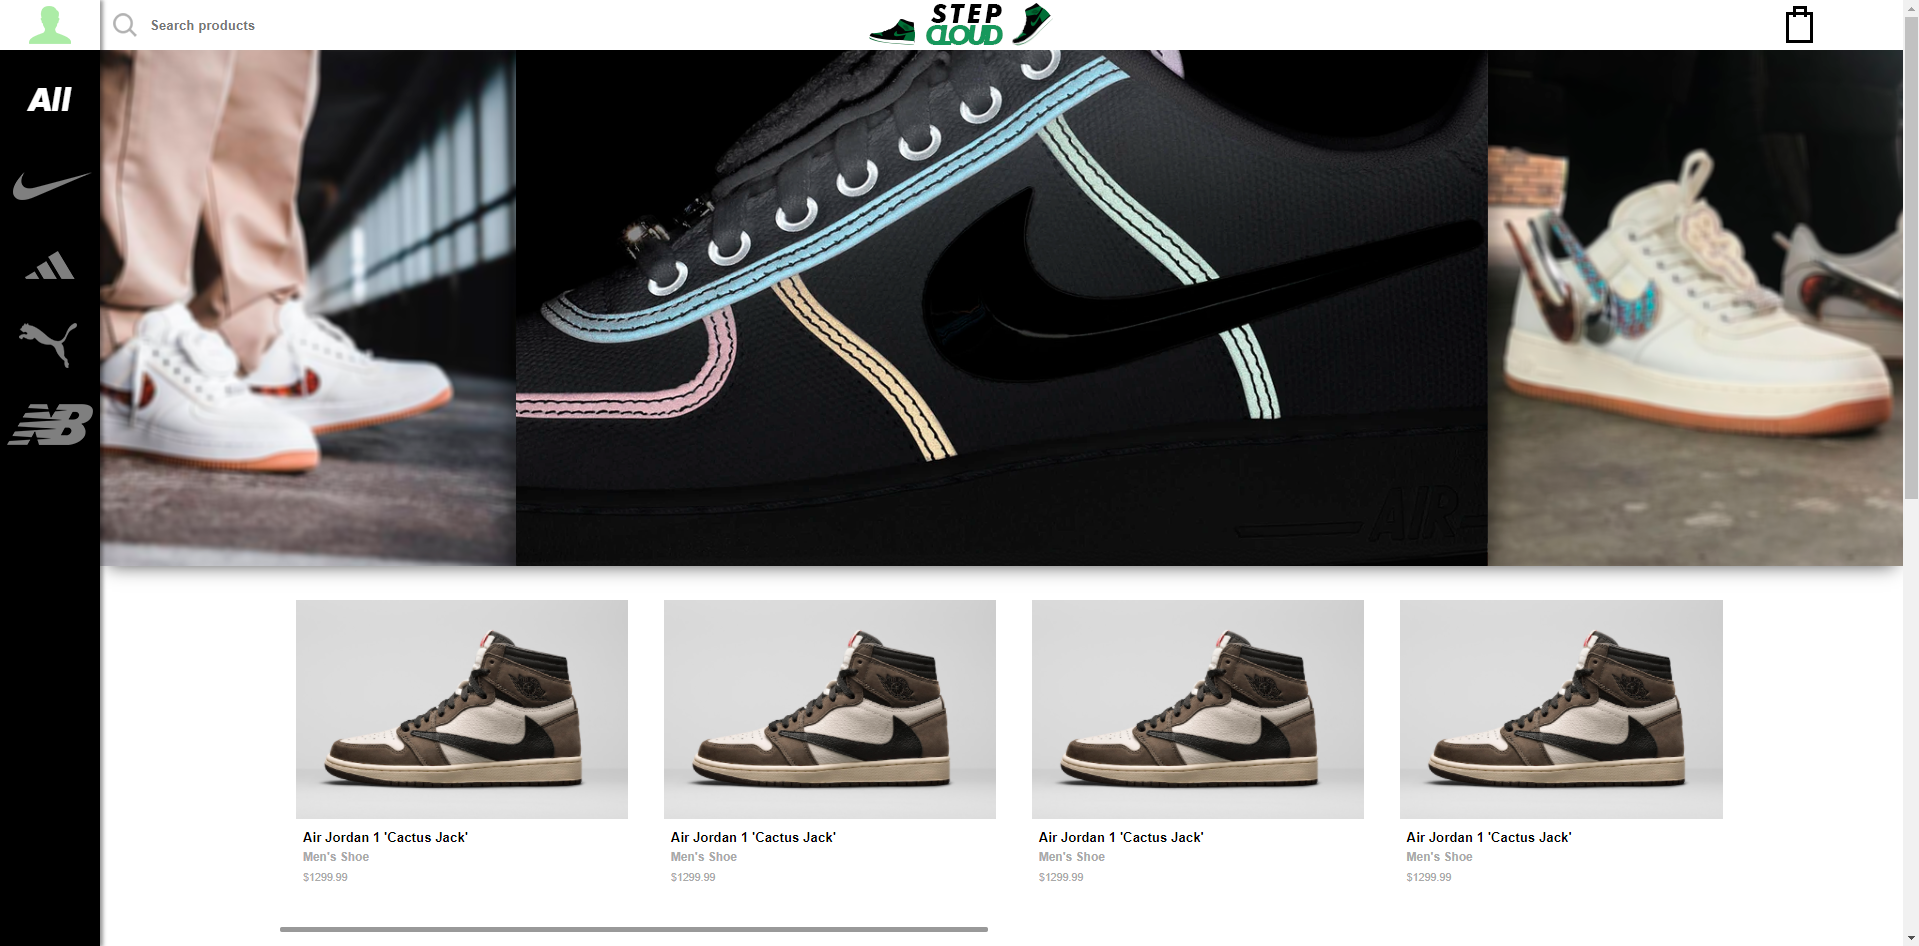 Search products
STEP
CLOUD
All
NB
AIR
Air Jordan 1 'Cactus Jack'
Men's Shoe
$1299.99
Air Jordan 1 'Cactus Jack'
Men's Shoe
$1299.99
Air Jordan 1 'Cactus Jack'
Men's Shoe
$1299.99
Air Jordan 1 'Cactus Jack'
Men's Shoe
$1299.99